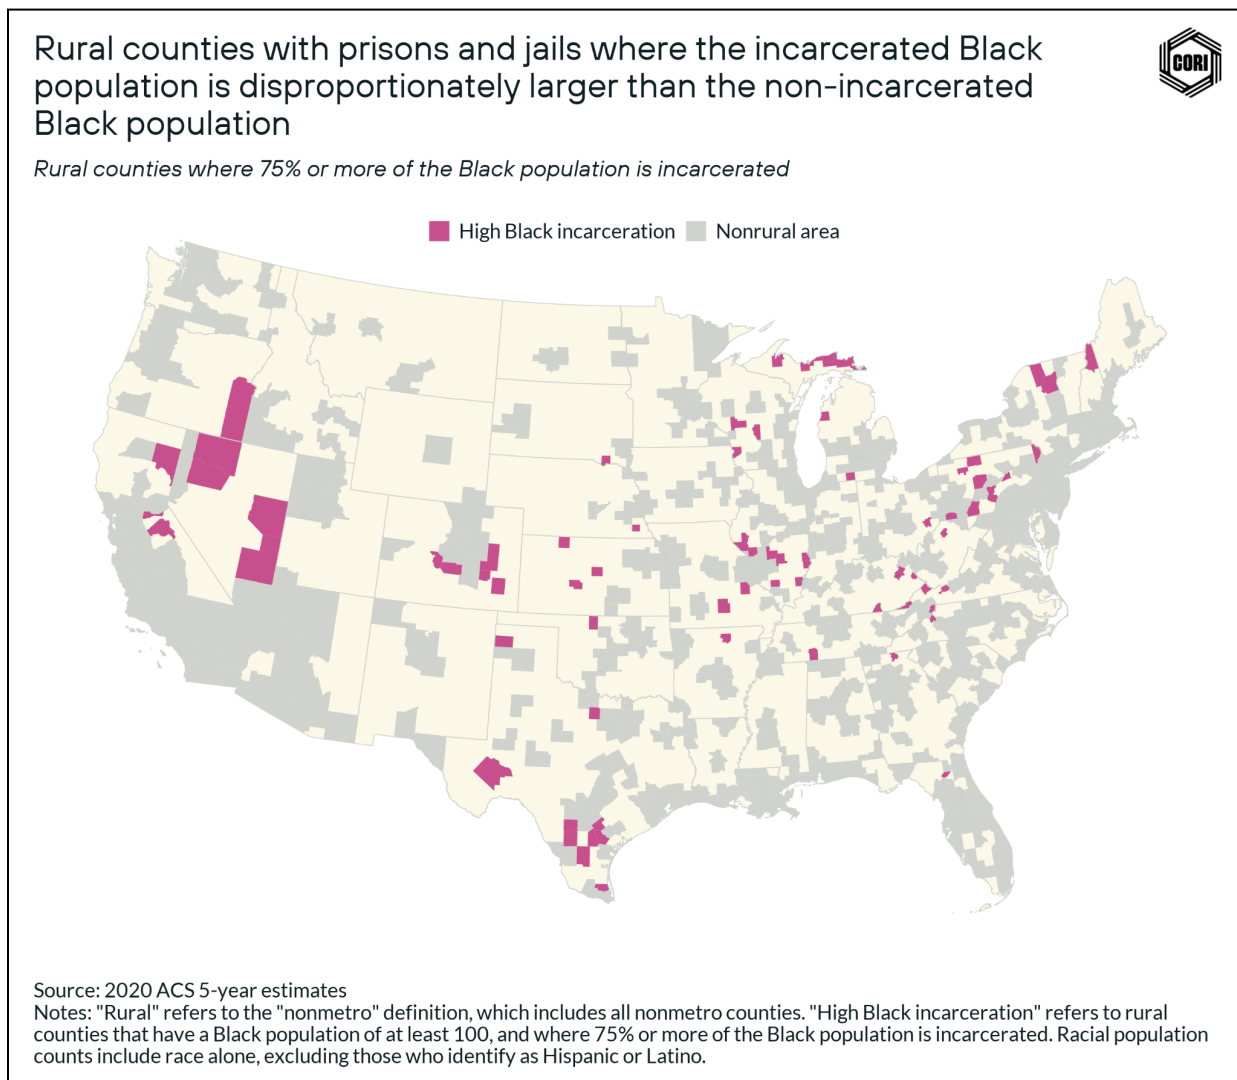 Rural counties with prisons and jails where the incarcerated Black
population is disproportionately larger than the non-incarcerated
Black population
CORI
Rural counties where 75% or more of the Black population is incarcerated
High Black incarceration
Nonrural area
Source: 2020 ACS 5-year estimates
Notes: "Rural" refers to the "nonmetro" definition, which includes all nonmetro counties. "High Black incarceration" refers to rural
counties that have a Black population of at least 100, and where 75% or more of the Black population is incarcerated. Racial population
counts include race alone, excluding those who identify as Hispanic or Latino.